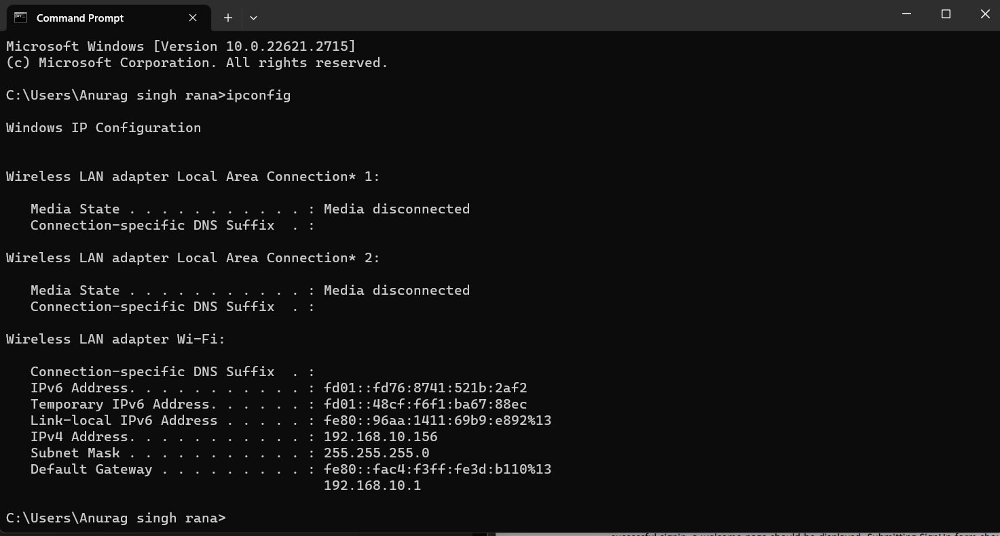 Command Prompt
Microsoft Windows [Version 10.0.22621.2715]
(c) Microsoft Corporation. All rights reserved.
C:\Users\Anurag singh rana>ipconfig
Windows IP Configuration
Wireless LAN adapter Local Area Connection* 1:
   Media State . . . . . . . . . . . : Media disconnected
   Connection-specific DNS Suffix  . :
Wireless LAN adapter Local Area Connection* 2:
   Media State . . . . . . . . . . . : Media disconnected
   Connection-specific DNS Suffix  . :
Wireless LAN adapter Wi-Fi:
   Connection-specific DNS Suffix  . :
   IPv6 Address. . . . . . . . . . . : fd01::fd76:8741:521b:2af2
   Temporary IPv6 Address. . . . . . : fd01::48cf:f6f1:ba67:88ec
   Link-local IPv6 Address . . . . . : fe80::96aa:1411:69b9:e892%13
   IPv4 Address. . . . . . . . . . . : 192.168.10.156
   Subnet Mask . . . . . . . . . . . : 255.255.255.0
   Default Gateway . . . . . . . . . : fe80::fac4:f3ff:fe3d:b110%13
                                       192.168.10.1
C:\Users\Anurag singh rana>
signin, a welcome page should be displayed. Submitting SignUp form